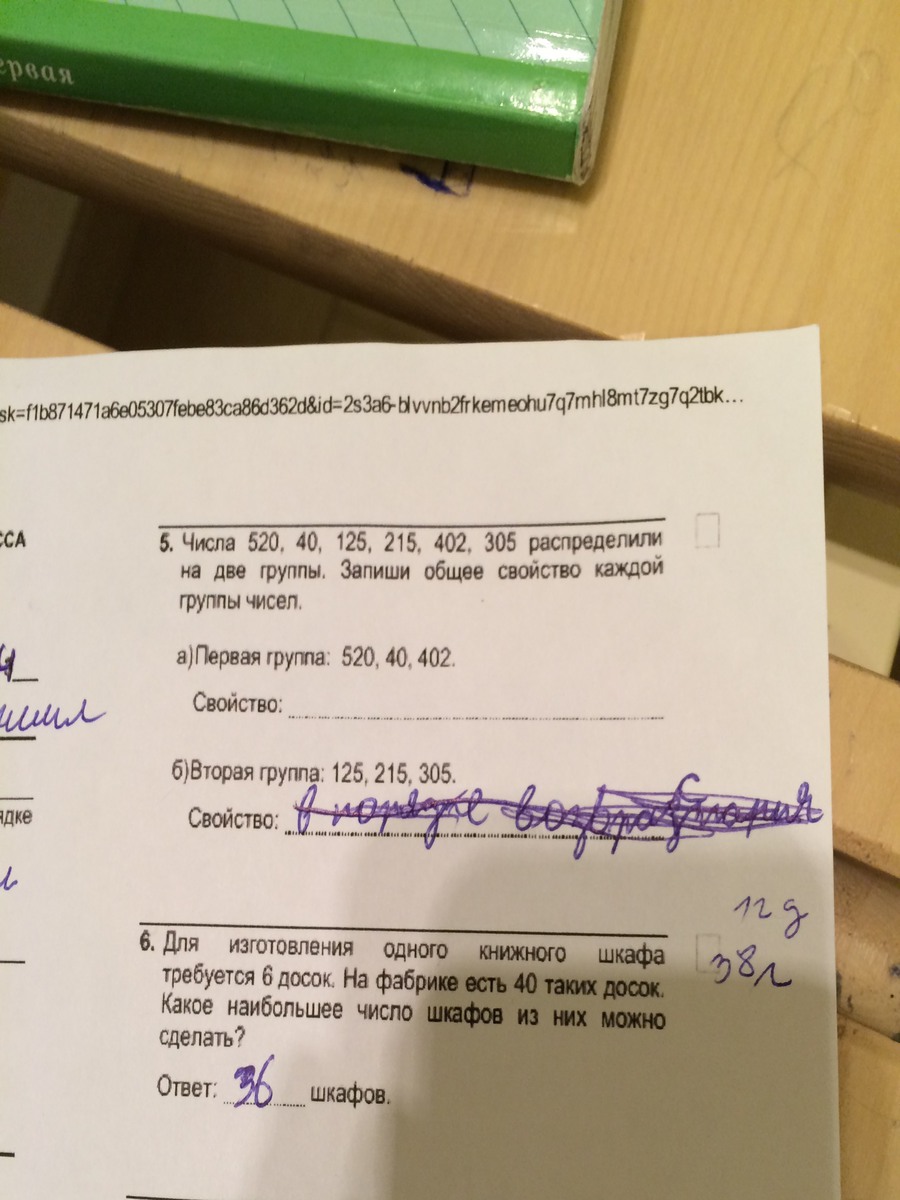 ервая
sk=f1b871471a6e05307febe83ca86d362d&id=2s3a6-blvvnb2frkemeohu7q7mhl8mt7zg7q2tbk...
ССА
5. Числа 520, 40, 125, 215, 402, 305 распределили
на две группы. Запиши общее свойство каждой
группы чисел.
а)Первая группа: 520, 40, 402.
Свойство:
б)Вторая группа: 125, 215, 305.
Свойство: в порядке возрастания
ядке
12 д
38 л
6. Для изготовления одного книжного шкафа
требуется 6 досок. На фабрике есть 40 таких досок.
Какое наибольшее число шкафов из них можно
сделать?
Ответ: 36 шкафов.